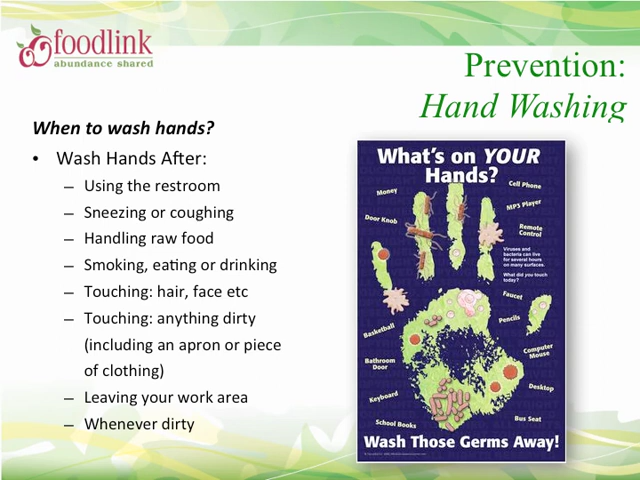 foodlink
abundance shared
Prevention:
Hand Washing
When to wash hands?
• Wash Hands After:
– Using the restroom
– Sneezing or coughing
– Handling raw food
– Smoking, eating or drinking
– Touching: hair, face etc
– Touching: anything dirty
(including an apron or piece
of clothing)
– Leaving your work area
– Whenever dirty
What's on YOUR
Hands?
Money
Cell Phone
MP3 Player
Door Knob
Remote
Control
Viruses and
bacteria can live
for several hours
on many surfaces.
What did you touch
today?
Faucet
Pencils
Basketball
Computer
Mouse
Bathroom
Door
Desktop
Keyboard
Bus Seat
School Books
Wash Those Germs Away!